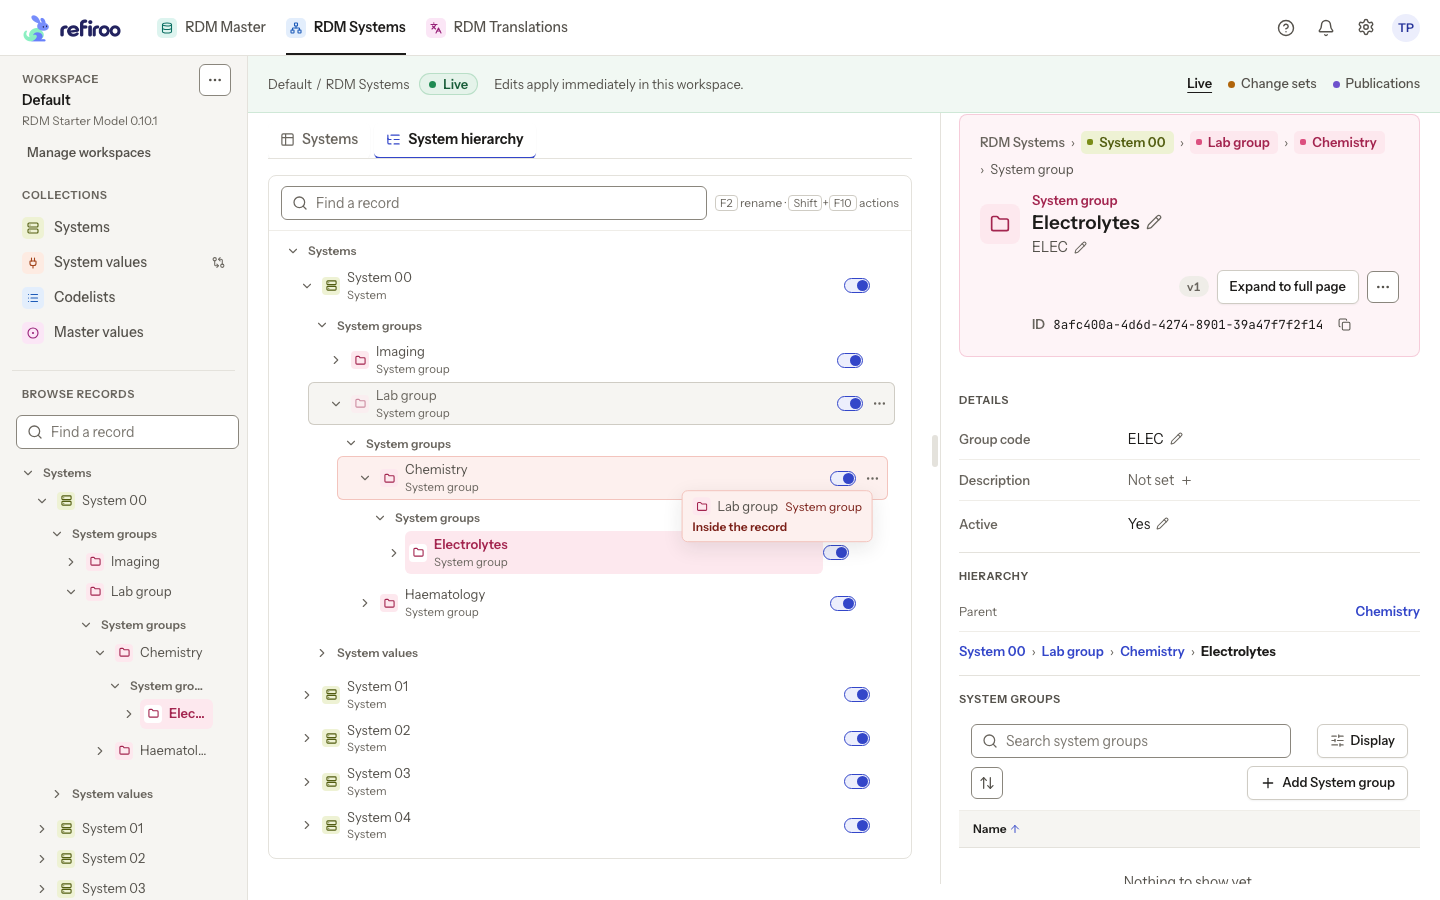 refiroo
RDM Master
RDM Systems
RDM Translations
TP
WORKSPACE
Default
RDM Starter Model 0.10.1
Manage workspaces
COLLECTIONS
Systems
System values
Codelists
Master values
BROWSE RECORDS
Find a record
Systems
System 00
System groups
Imaging
Lab group
System groups
Chemistry
System gro...
Elec...
Haematol...
System values
System 01
System 02
System 03
Default / RDM Systems
Live
Edits apply immediately in this workspace.
Live
Change sets
Publications
Systems
System hierarchy
Find a record
F2 rename · Shift + F10 actions
Systems
System 00
System
System groups
Imaging
System group
Lab group
System group
System groups
Chemistry
System group
Lab group System group
Inside the record
System groups
Electrolytes
System group
Haematology
System group
System values
System 01
System
System 02
System
System 03
System
System 04
System
RDM Systems › System 00 › Lab group › Chemistry
› System group
System group
Electrolytes
ELEC
v1
Expand to full page
ID 8afc400a-4d6d-4274-8901-39a47f7f2f14
DETAILS
Group code ELEC
Description Not set
Active Yes
HIERARCHY
Parent Chemistry
System 00 › Lab group › Chemistry › Electrolytes
SYSTEM GROUPS
Search system groups
Display
Add System group
Name
Nothing to show yet